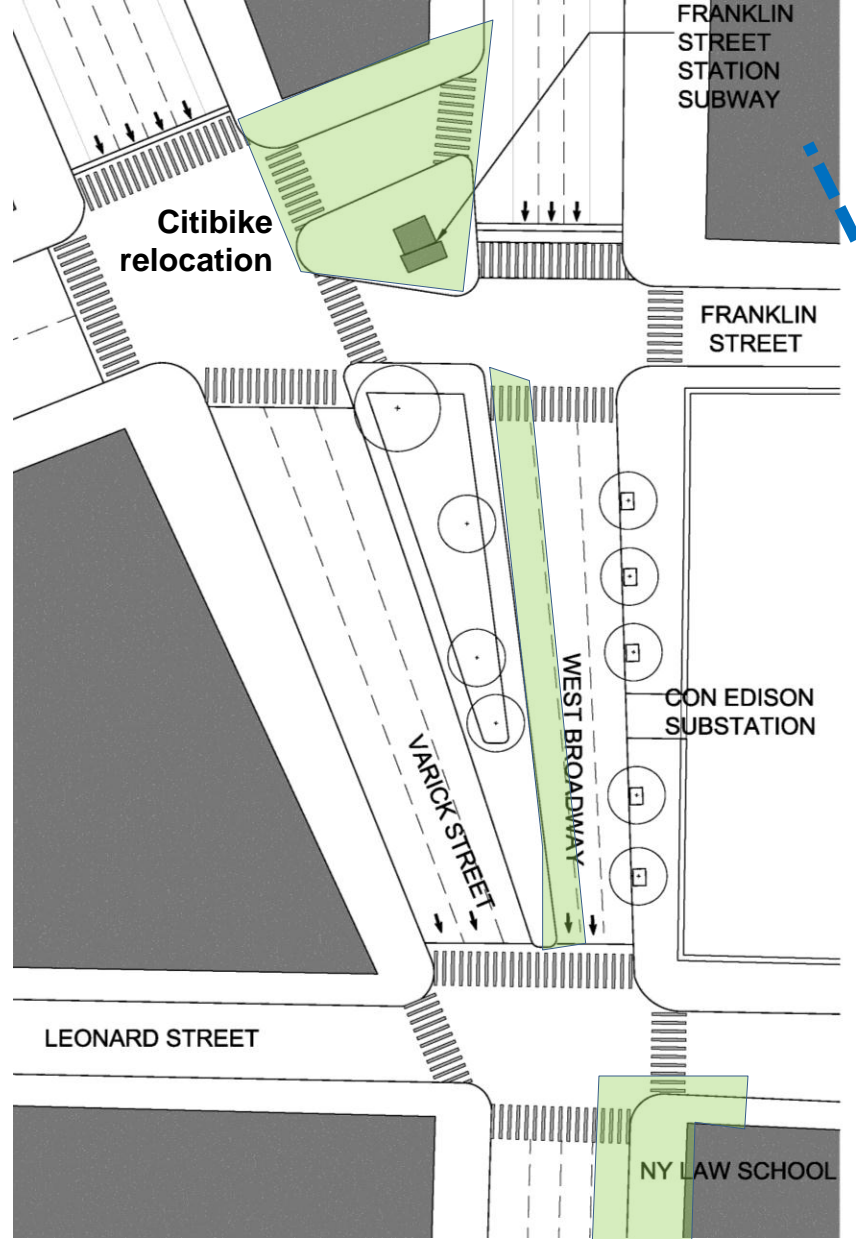 FRANKLIN
STREET
STATION
SUBWAY
Citibike
relocation
FRANKLIN
STREET
WEST BROADWAY
CON EDISON
SUBSTATION
VARICK STREET
LEONARD STREET
NY LAW SCHOOL